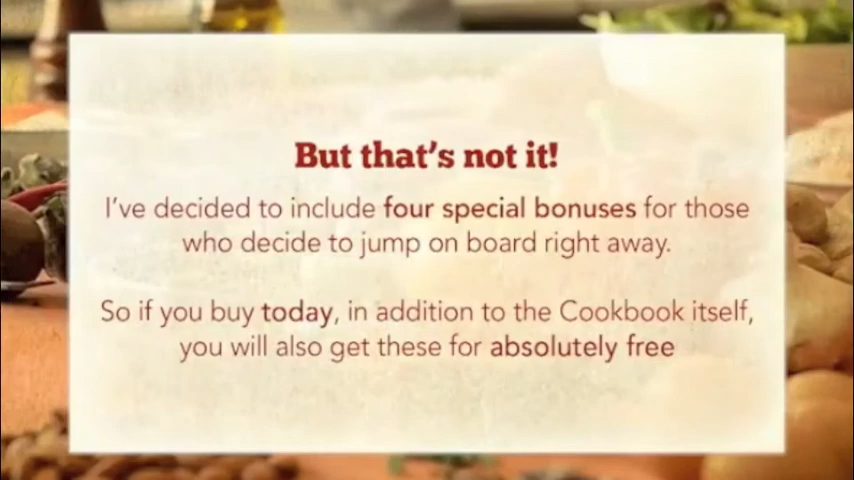 But that's not it!
I've decided to include four special bonuses for those
who decide to jump on board right away.
So if you buy today, in addition to the Cookbook itself,
you will also get these for absolutely free